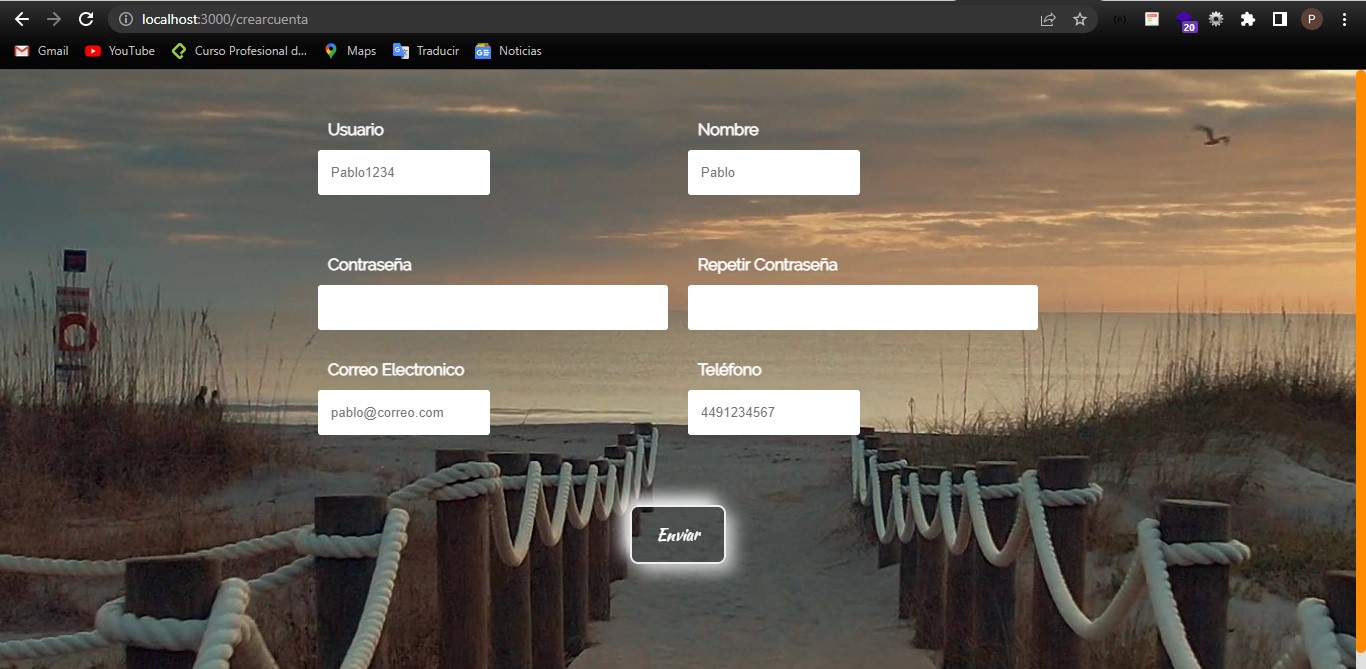 localhost:3000/crearcuenta
P
20
Gmail YouTube Curso Profesional d... Maps Traducir Noticias
Usuario Nombre
Pablo1234 Pablo
Contraseña Repetir Contraseña
Correo Electronico Teléfono
pablo@correo.com 4491234567
Enviar